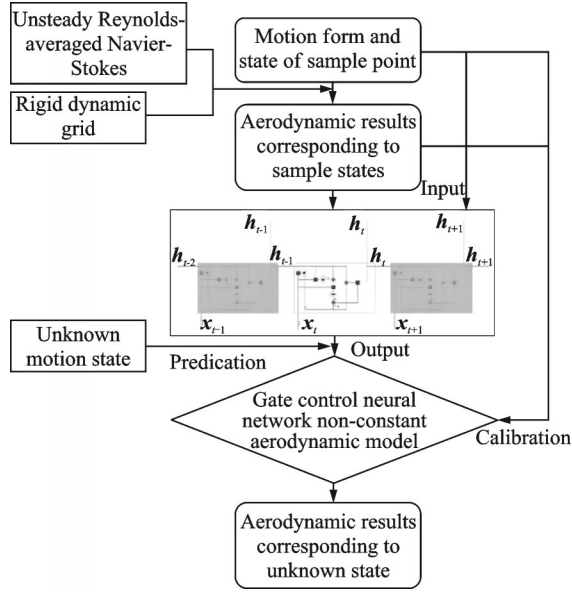 Unsteady Reynolds-
averaged Navier-
Stokes
Rigid dynamic
grid
Motion form and
state of sample point
Aerodynamic results
corresponding to
sample states
Input
h_{t-1}
h_t
h_{t+1}
h_{t-2}
h_{t-1}
h_t
h_{t+1}
x_{t-1}
x_t
x_{t+1}
Unknown
motion state
Predication
Output
Gate control neural
network non-constant
aerodynamic model
Calibration
Aerodynamic results
corresponding to
unknown state